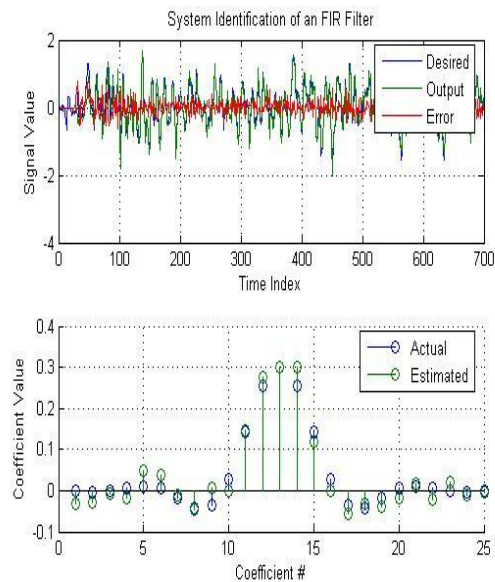 System Identification of an FIR Filter
2
0
-2
-4
Signal Value
Desired
Output
Error
0 100 200 300 400 500 600 700
Time Index
0.4
0.3
0.2
0.1
0
-0.1
Coefficient Value
Actual
Estimated
0 5 10 15 20 25
Coefficient #